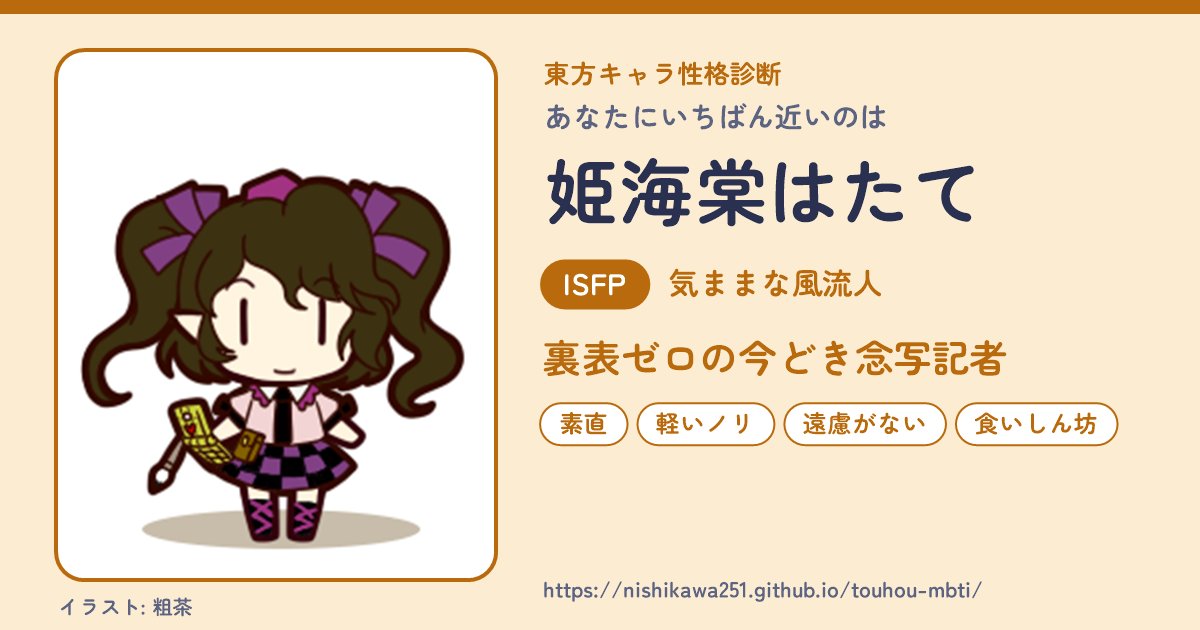 東方キャラ性格診断
あなたにいちばん近いのは
姫海棠はたて
ISFP 気ままな風流人
裏表ゼロの今どき念写記者
素直 軽いノリ 遠慮がない 食いしん坊
https://nishikawa251.github.io/touhou-mbti/
イラスト: 粗茶